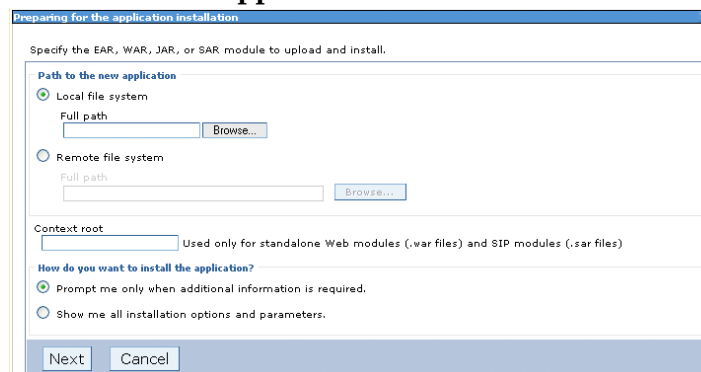 Preparing for the application installation
Specify the EAR, WAR, JAR, or SAR module to upload and install.
Path to the new application
Local file system
Full path
Browse...
Remote file system
Full path
Browse...
Context root
Used only for standalone Web modules (.war files) and SIP modules (.sar files)
How do you want to install the application?
Prompt me only when additional information is required.
Show me all installation options and parameters.
Next Cancel